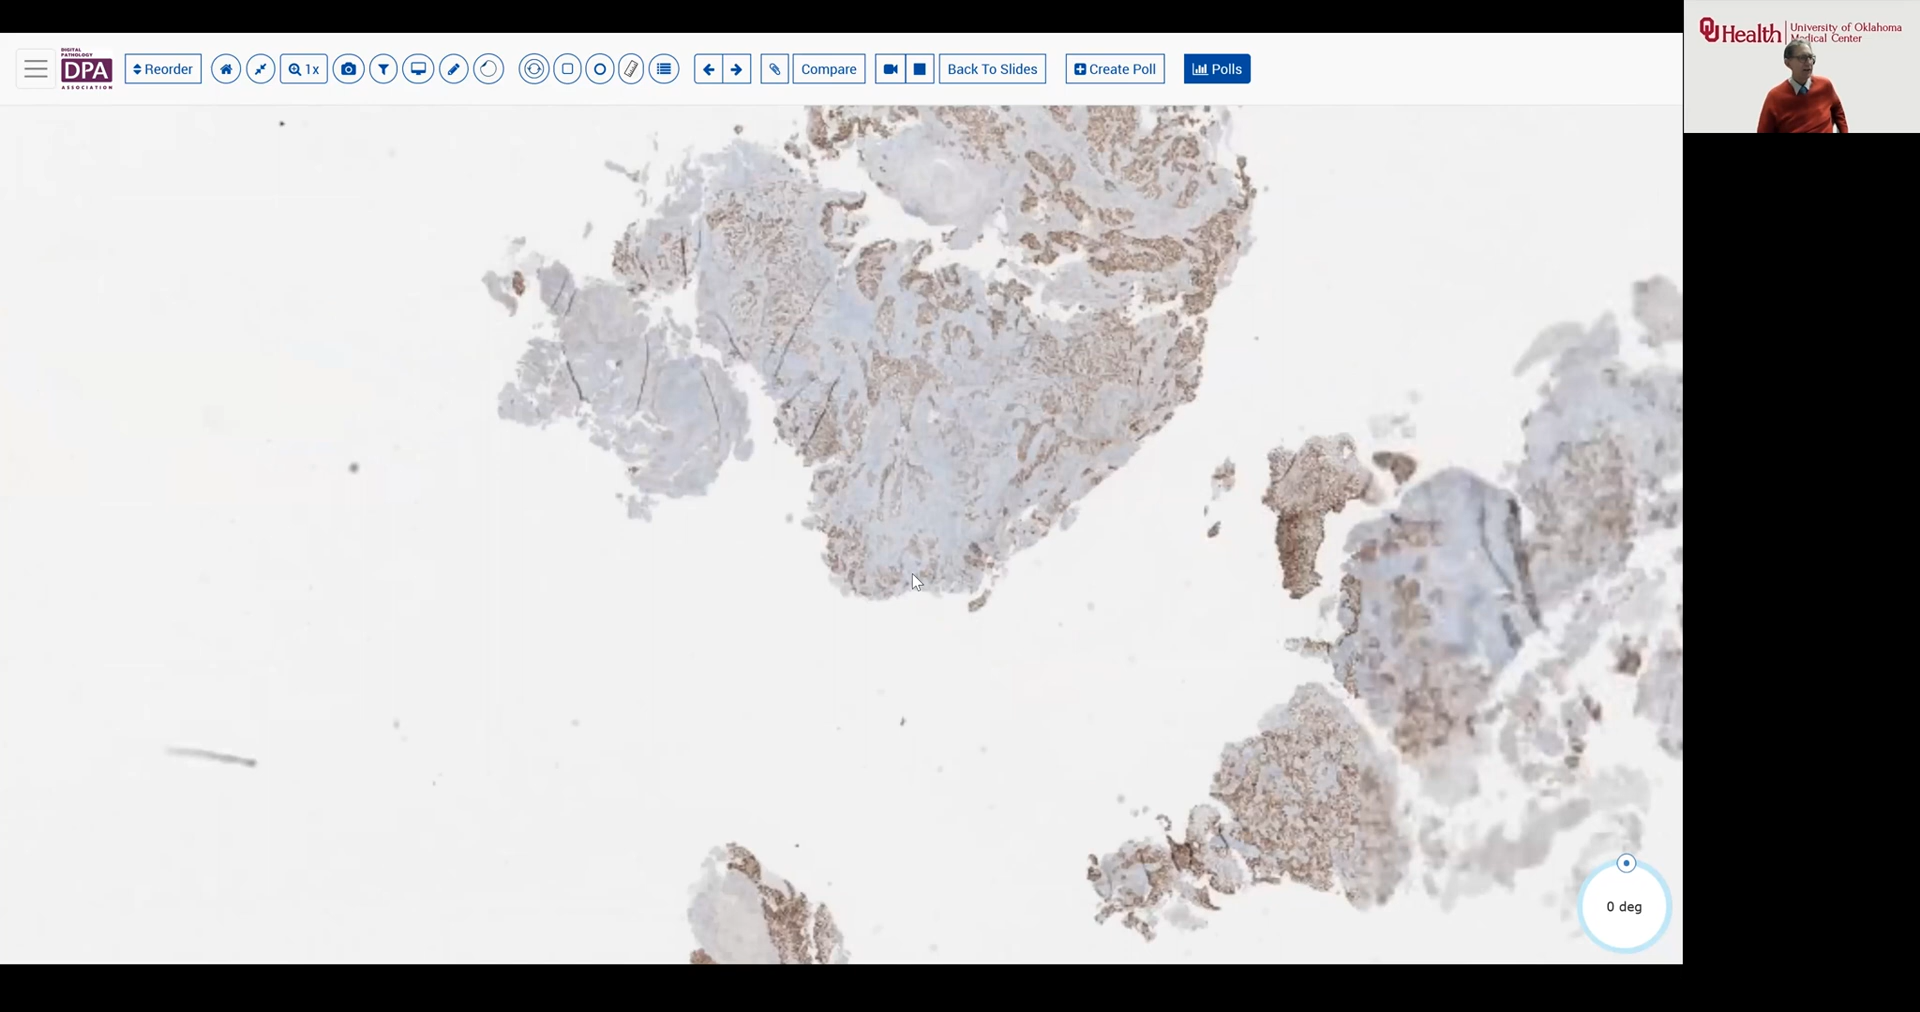 DIGITAL
PATHOLOGY
DPA
ASSOCIATION
Reorder
1x
Compare
Back To Slides
Create Poll
Polls
OU Health | University of Oklahoma
Medical Center
0 deg